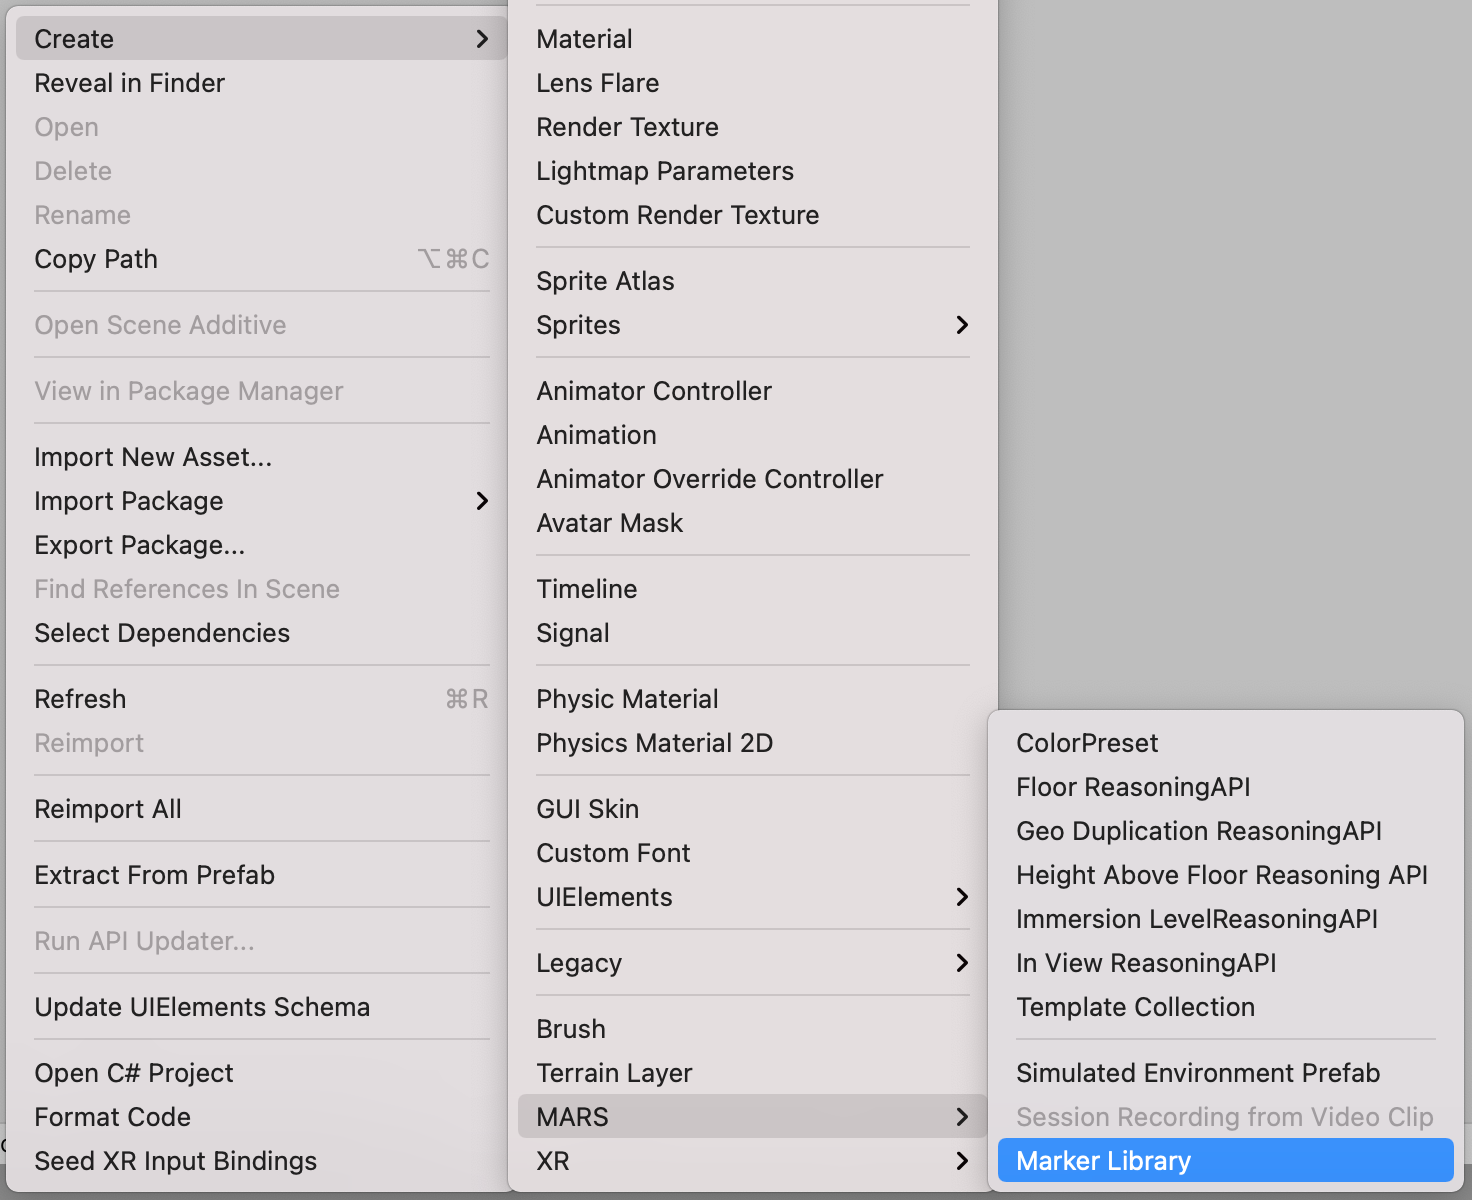 Create
Reveal in Finder
Open
Delete
Rename
Copy Path ⌥⌘C
Open Scene Additive
View in Package Manager
Import New Asset...
Import Package
Export Package...
Find References In Scene
Select Dependencies
Refresh ⌘R
Reimport
Reimport All
Extract From Prefab
Run API Updater...
Update UIElements Schema
Open C# Project
Format Code
Seed XR Input Bindings
Material
Lens Flare
Render Texture
Lightmap Parameters
Custom Render Texture
Sprite Atlas
Sprites
Animator Controller
Animation
Animator Override Controller
Avatar Mask
Timeline
Signal
Physic Material
Physics Material 2D
GUI Skin
Custom Font
UIElements
Legacy
Brush
Terrain Layer
MARS
XR
ColorPreset
Floor ReasoningAPI
Geo Duplication ReasoningAPI
Height Above Floor Reasoning API
Immersion LevelReasoningAPI
In View ReasoningAPI
Template Collection
Simulated Environment Prefab
Session Recording from Video Clip
Marker Library